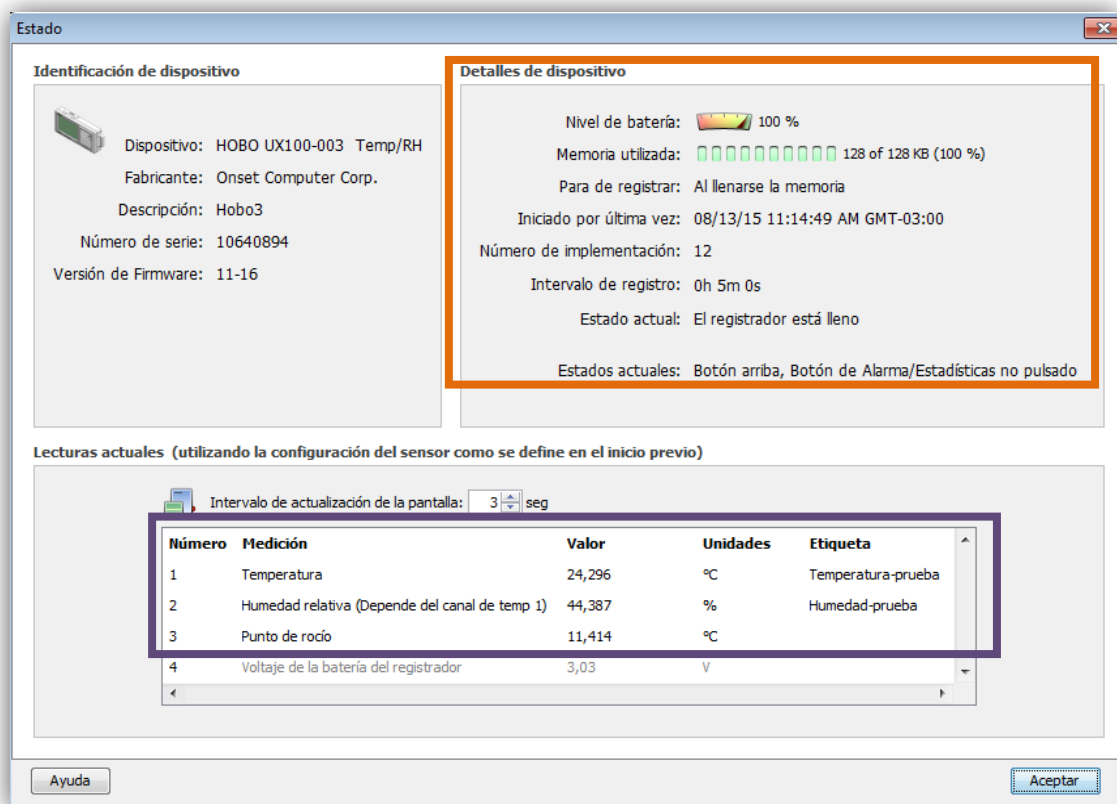 Estado
Identificación de dispositivo
Dispositivo: HOBO UX100-003 Temp/RH
Fabricante: Onset Computer Corp.
Descripción: Hobo3
Número de serie: 10640894
Versión de Firmware: 11-16
Detalles de dispositivo
Nivel de batería: 100 %
Memoria utilizada: 128 of 128 KB (100 %)
Para de registrar: Al llenarse la memoria
Iniciado por última vez: 08/13/15 11:14:49 AM GMT-03:00
Número de implementación: 12
Intervalo de registro: 0h 5m 0s
Estado actual: El registrador está lleno
Estados actuales: Botón arriba, Botón de Alarma/Estadísticas no pulsado
Lecturas actuales (utilizando la configuración del sensor como se define en el inicio previo)
Intervalo de actualización de la pantalla: 3 seg
Número Medición Valor Unidades Etiqueta
1 Temperatura 24,296 °C Temperatura-prueba
2 Humedad relativa (Depende del canal de temp 1) 44,387 % Humedad-prueba
3 Punto de rocío 11,414 °C
4 Voltaje de la batería del registrador 3,03 V
Ayuda
Aceptar